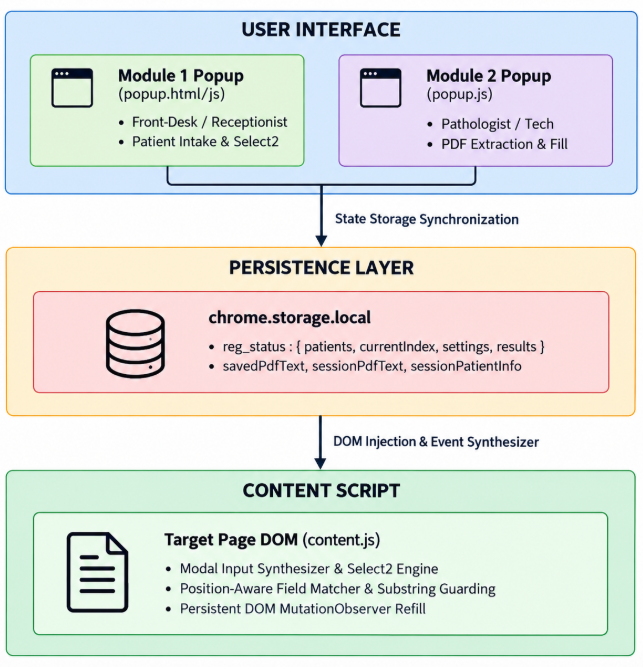 USER INTERFACE
Module 1 Popup
(popup.html/js)
• Front-Desk / Receptionist
• Patient Intake & Select2
Module 2 Popup
(popup.js)
• Pathologist / Tech
• PDF Extraction & Fill
State Storage Synchronization
PERSISTENCE LAYER
chrome.storage.local
• reg_status : { patients, currentIndex, settings, results }
• savedPdfText, sessionPdfText, sessionPatientInfo
DOM Injection & Event Synthesizer
CONTENT SCRIPT
Target Page DOM (content.js)
• Modal Input Synthesizer & Select2 Engine
• Position-Aware Field Matcher & Substring Guarding
• Persistent DOM MutationObserver Refill